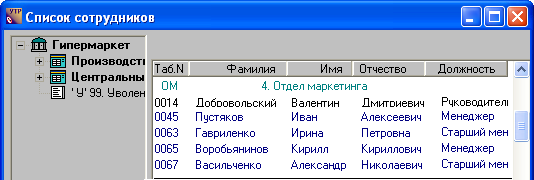 УТР Список сотрудников
Гипермаркет
Производст
Центральны
'У' 99. Уволен
Таб.N Фамилия Имя Отчество Должность
ОМ 4. Отдел маркетинга
0014 Добровольский Валентин Дмитриевич Руководител
0045 Пустяков Иван Алексеевич Менеджер
0063 Гавриленко Ирина Петровна Старший мен
0065 Воробьянинов Кирилл Кириллович Менеджер
0067 Васильченко Александр Николаевич Старший мен